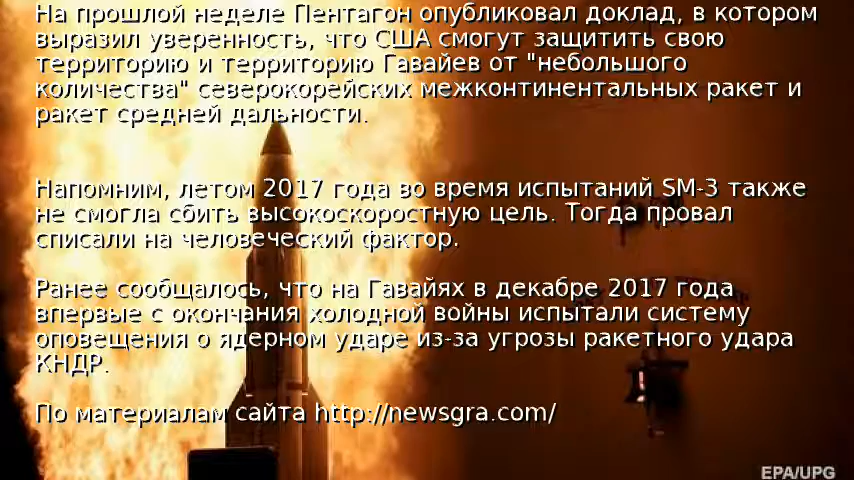 На прошлой неделе Пентагон опубликовал доклад, в котором
выразил уверенность, что США смогут защитить свою
территорию и территорию Гавайев от "небольшого
количества" северокорейских межконтинентальных ракет и
ракет средней дальности.
Напомним, летом 2017 года во время испытаний SM-3 также
не смогла сбить высокоскоростную цель. Тогда провал
списали на человеческий фактор.
Ранее сообщалось, что на Гавайях в декабре 2017 года
впервые с окончания холодной войны испытали систему
оповещения о ядерном ударе из-за угрозы ракетного удара
КНДР.
По материалам сайта http://newsgra.com/
EPA/UPG